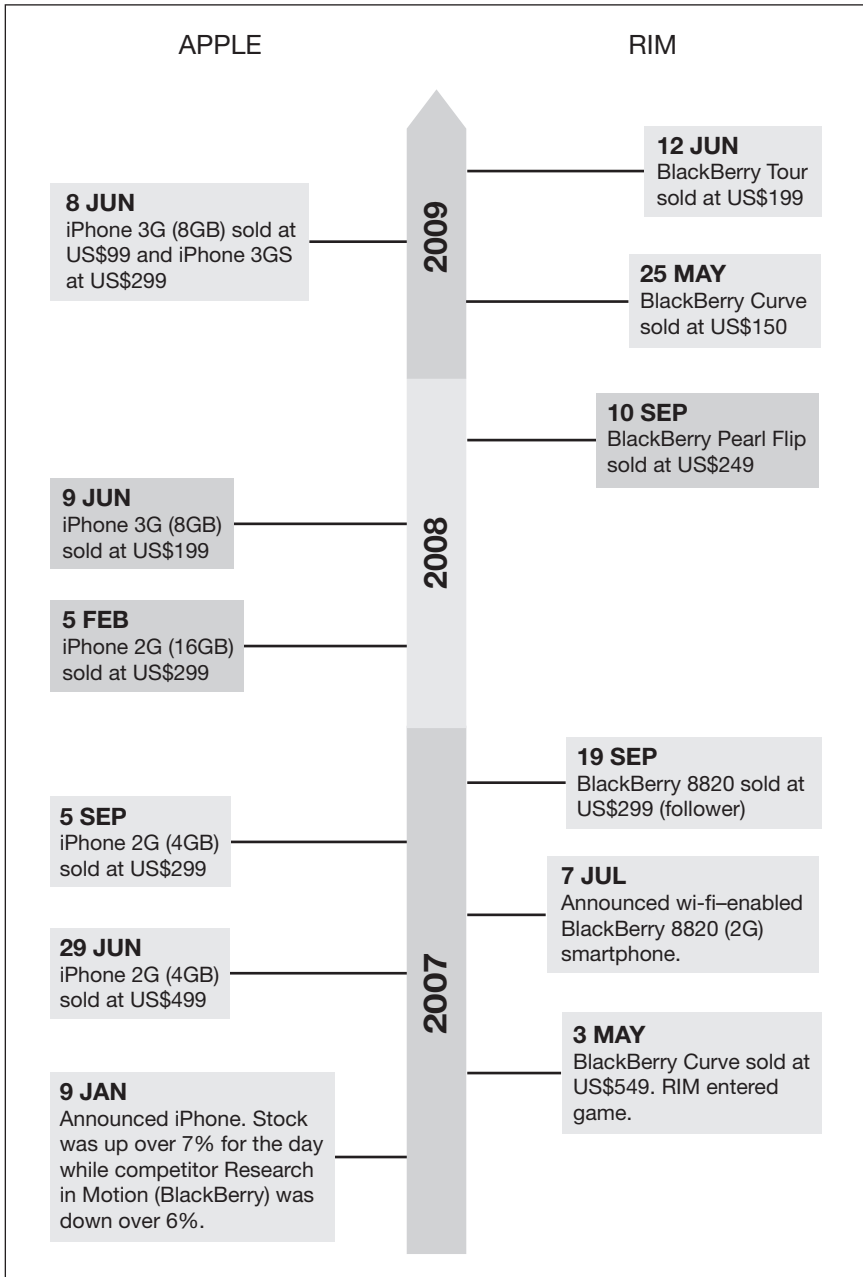 APPLE
RIM
12 JUN
BlackBerry Tour
sold at US$199
8 JUN
iPhone 3G (8GB) sold at
US$99 and iPhone 3GS
at US$299
2009
25 MAY
BlackBerry Curve
sold at US$150
10 SEP
BlackBerry Pearl Flip
sold at US$249
9 JUN
iPhone 3G (8GB)
sold at US$199
2008
5 FEB
iPhone 2G (16GB)
sold at US$299
19 SEP
BlackBerry 8820 sold at
US$299 (follower)
5 SEP
iPhone 2G (4GB)
sold at US$299
7 JUL
Announced wi-fi–enabled
BlackBerry 8820 (2G)
smartphone.
29 JUN
iPhone 2G (4GB)
sold at US$499
2007
3 MAY
BlackBerry Curve sold at
US$549. RIM entered
game.
9 JAN
Announced iPhone. Stock
was up over 7% for the day
while competitor Research
in Motion (BlackBerry) was
down over 6%.